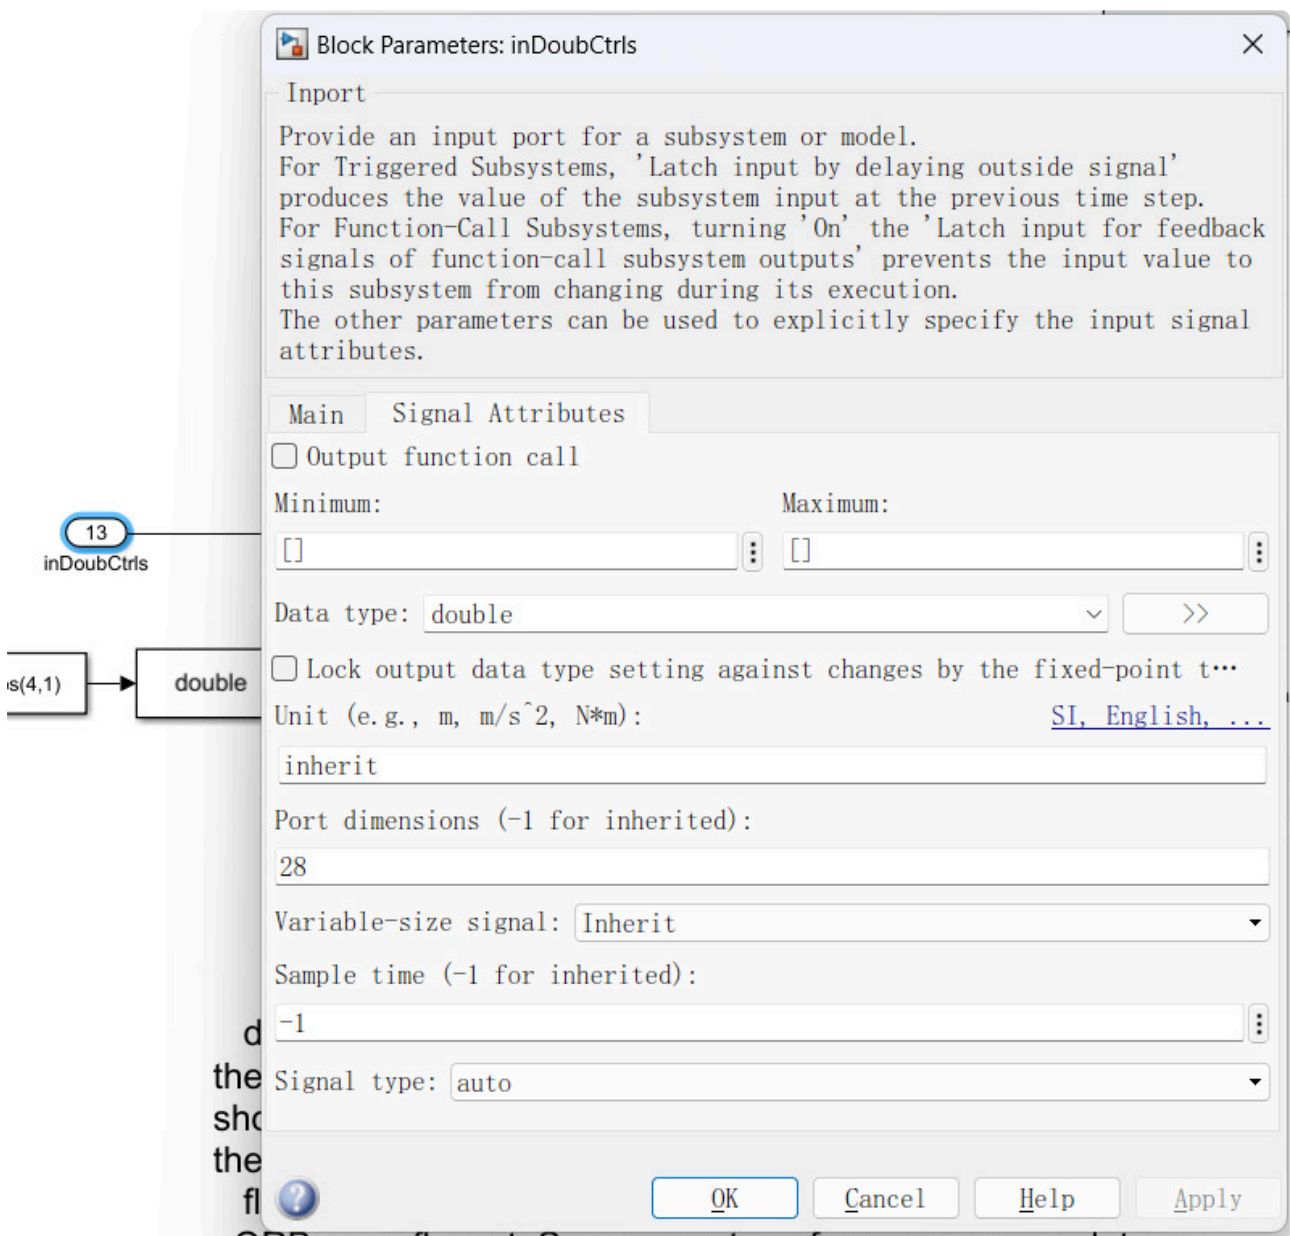 Block Parameters: inDoubCtrls
Inport
Provide an input port for a subsystem or model.
For Triggered Subsystems, 'Latch input by delaying outside signal'
produces the value of the subsystem input at the previous time step.
For Function-Call Subsystems, turning 'On' the 'Latch input for feedback
signals of function-call subsystem outputs' prevents the input value to
this subsystem from changing during its execution.
The other parameters can be used to explicitly specify the input signal
attributes.
Main
Signal Attributes
Output function call
Minimum:
Maximum:
[]
[]
13
inDoubCtrls
Data type: double
>>
Lock output data type setting against changes by the fixed-point t…
s(4,1)
double
Unit (e.g., m, m/s^2, N*m):
SI, English, ...
inherit
Port dimensions (-1 for inherited):
28
Variable-size signal: Inherit
Sample time (-1 for inherited):
-1
d
the
Signal type: auto
sho
the
fl
OK
Cancel
Help
Apply